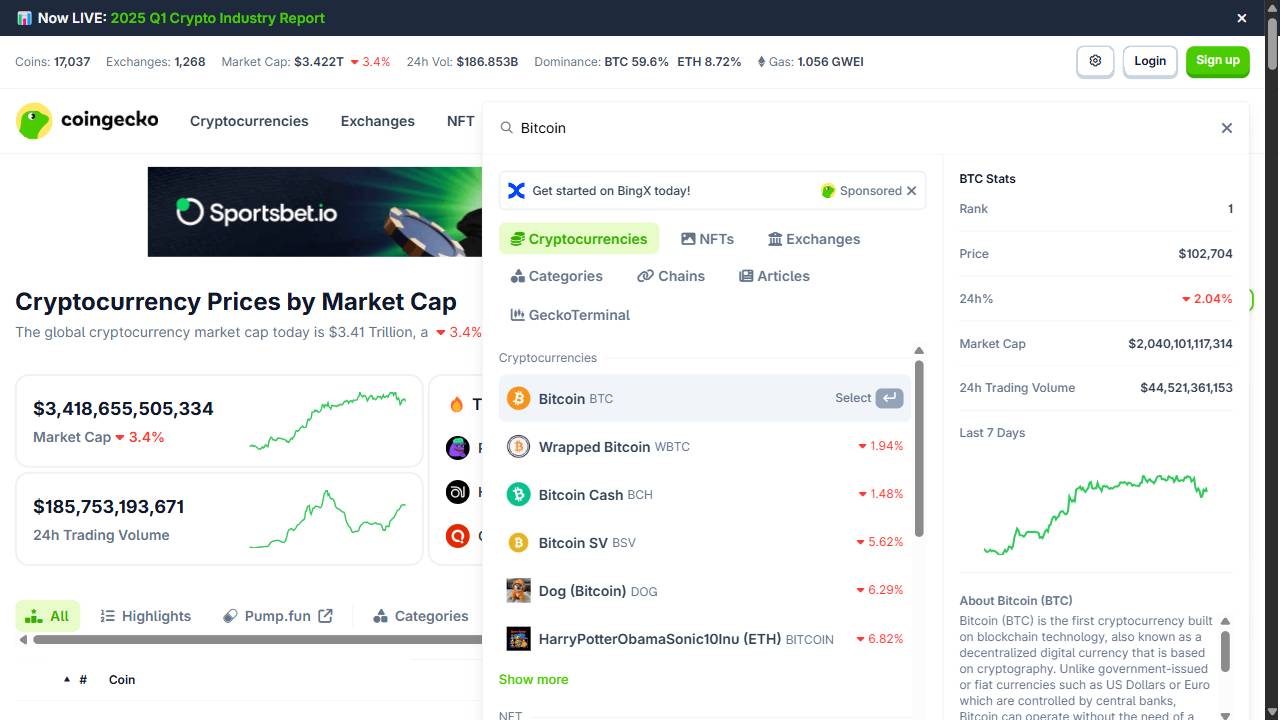 Now LIVE: 2025 Q1 Crypto Industry Report
Coins: 17,037 Exchanges: 1,268 Market Cap: $3.422T 3.4% 24h Vol: $186.853B Dominance: BTC 59.6% ETH 8.72% Gas: 1.056 GWEI
Login
Sign up
coingecko
Cryptocurrencies
Exchanges
NFT
Bitcoin
Sportsbet.io
Cryptocurrency Prices by Market Cap
The global cryptocurrency market cap today is $3.41 Trillion, a 3.4%
$3,418,655,505,334
Market Cap 3.4%
$185,753,193,671
24h Trading Volume
All
Highlights
Pump.fun
Categories
# Coin
Get started on BingX today!
Sponsored
Cryptocurrencies
NFTs
Exchanges
Categories
Chains
Articles
GeckoTerminal
Cryptocurrencies
Bitcoin BTC Select
Wrapped Bitcoin WBTC 1.94%
Bitcoin Cash BCH 1.48%
Bitcoin SV BSV 5.62%
Dog (Bitcoin) DOG 6.29%
HarryPotterObamaSonic10Inu (ETH) BITCOIN 6.82%
Show more
NFT
BTC Stats
Rank 1
Price $102,704
24h% 2.04%
Market Cap $2,040,101,117,314
24h Trading Volume $44,521,361,153
Last 7 Days
About Bitcoin (BTC)
Bitcoin (BTC) is the first cryptocurrency built
on blockchain technology, also known as a
decentralized digital currency that is based
on cryptography. Unlike government-issued
or fiat currencies such as US Dollars or Euro
which are controlled by central banks,
Bitcoin can operate without the need of a